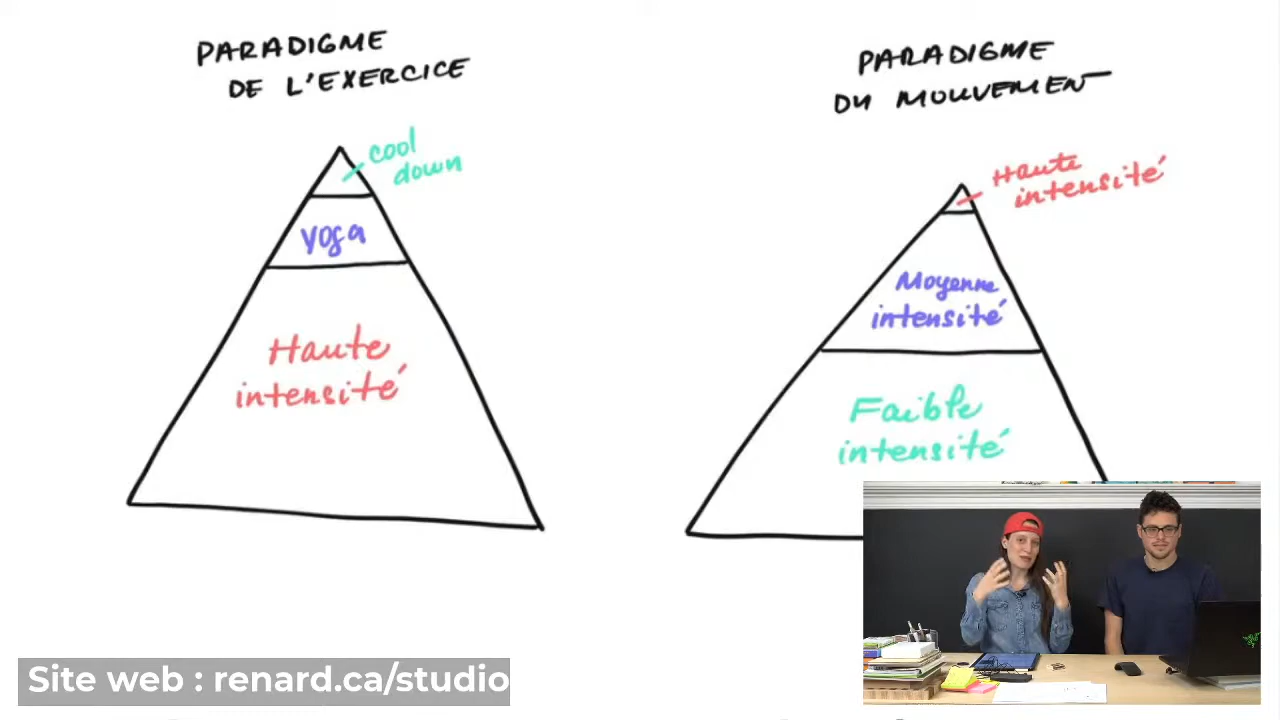 PARADIGME
DE L'EXERCICE
cool
down
yoga
Haute
intensité
PARADIGME
DU MOUVEMENT
Haute
intensité
Moyenne
intensité
Faible
intensité
Site web : renard.ca/studio